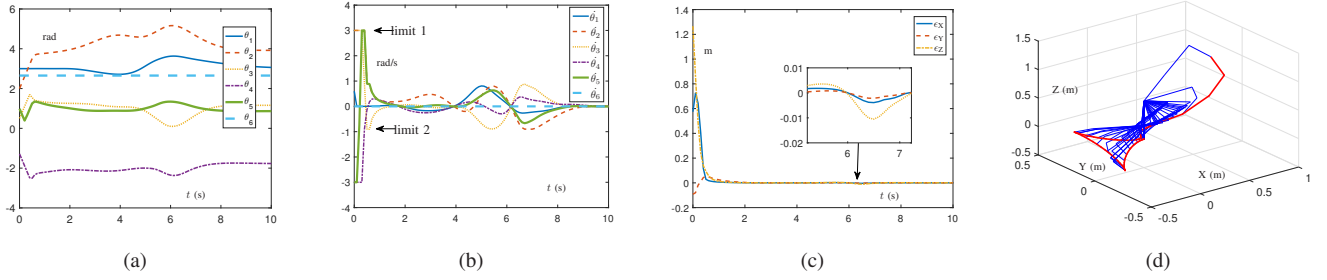 6
4
2
0
-2
-4
-6
0 2 4 6 8 10
rad
t (s)
θ1
θ2
θ3
θ4
θ5
θ6
(a)
4
3
2
1
0
-1
-2
-3
-4
0 2 4 6 8 10
limit 1
rad/s
limit 2
t (s)
θ̇1
θ̇2
θ̇3
θ̇4
θ̇5
θ̇6
(b)
1.4
1.2
1
0.8
0.6
0.4
0.2
0
-0.2
0 2 4 6 8 10
m
t (s)
ϵX
ϵY
ϵZ
0.01
0
-0.01
-0.02
6 7
(c)
1.5
1
0.5
0
-0.5
Z (m)
0.5
0
-0.5
Y (m)
-0.5
0
0.5
1
X (m)
(d)